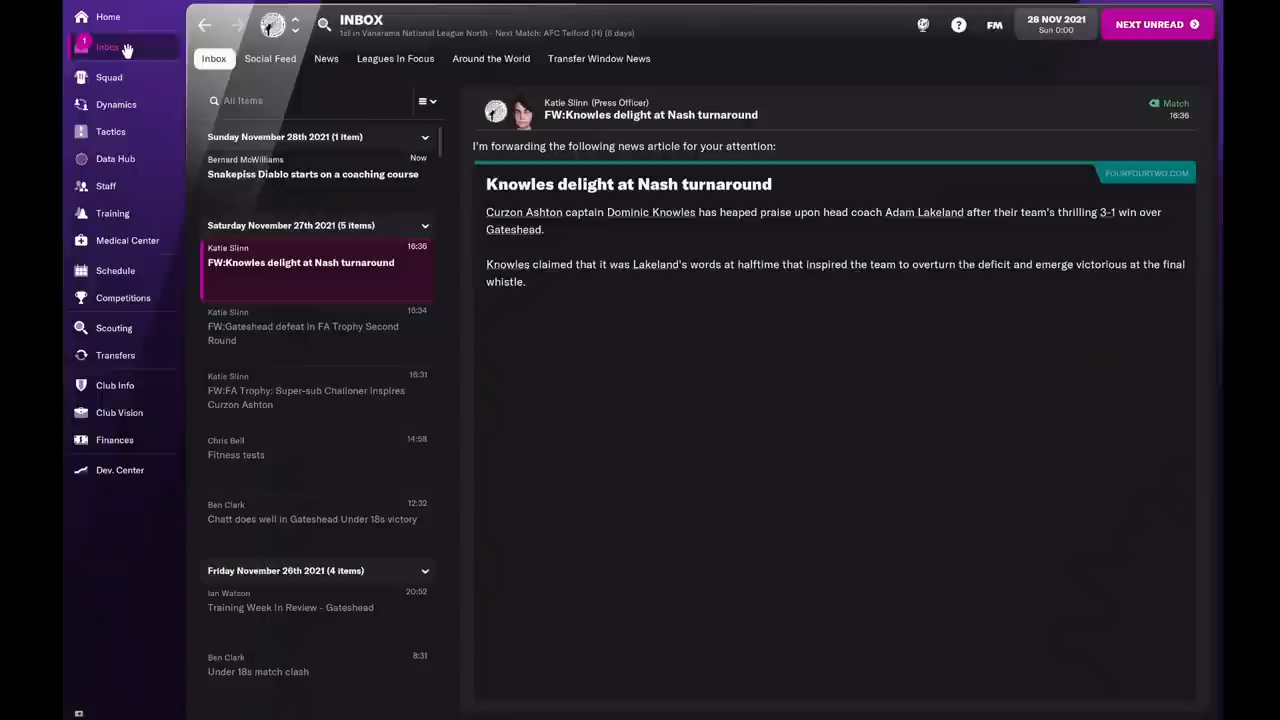 Home
1
Inbox
Squad
Dynamics
Tactics
Data Hub
Staff
Training
Medical Center
Schedule
Competitions
Scouting
Transfers
Club Info
Club Vision
Finances
Dev. Center
INBOX
1st in Vanarama National League North - Next Match: AFC Telford (H) (6 days)
?
FM
28 NOV 2021
Sun 0:00
NEXT UNREAD
Inbox
Social Feed
News
Leagues In Focus
Around the World
Transfer Window News
All Items
Sunday November 28th 2021 (1 item)
Bernard McWilliams
Now
Snakepiss Diablo starts on a coaching course
Saturday November 27th 2021 (5 items)
Katie Slinn
16:36
FW:Knowles delight at Nash turnaround
Katie Slinn
16:34
FW:Gateshead defeat in FA Trophy Second
Round
Katie Slinn
16:31
FW:FA Trophy: Super-sub Challoner inspires
Curzon Ashton
Chris Bell
14:58
Fitness tests
Ben Clark
12:32
Chatt does well in Gateshead Under 18s victory
Friday November 26th 2021 (4 items)
Ian Watson
20:52
Training Week In Review - Gateshead
Ben Clark
8:31
Under 18s match clash
Katie Slinn (Press Officer)
FW:Knowles delight at Nash turnaround
Match
16:36
I'm forwarding the following news article for your attention:
FOURFOURTWO.COM
Knowles delight at Nash turnaround
Curzon Ashton captain Dominic Knowles has heaped praise upon head coach Adam Lakeland after their team's thrilling 3-1 win over
Gateshead.
Knowles claimed that it was Lakeland's words at halftime that inspired the team to overturn the deficit and emerge victorious at the final
whistle.